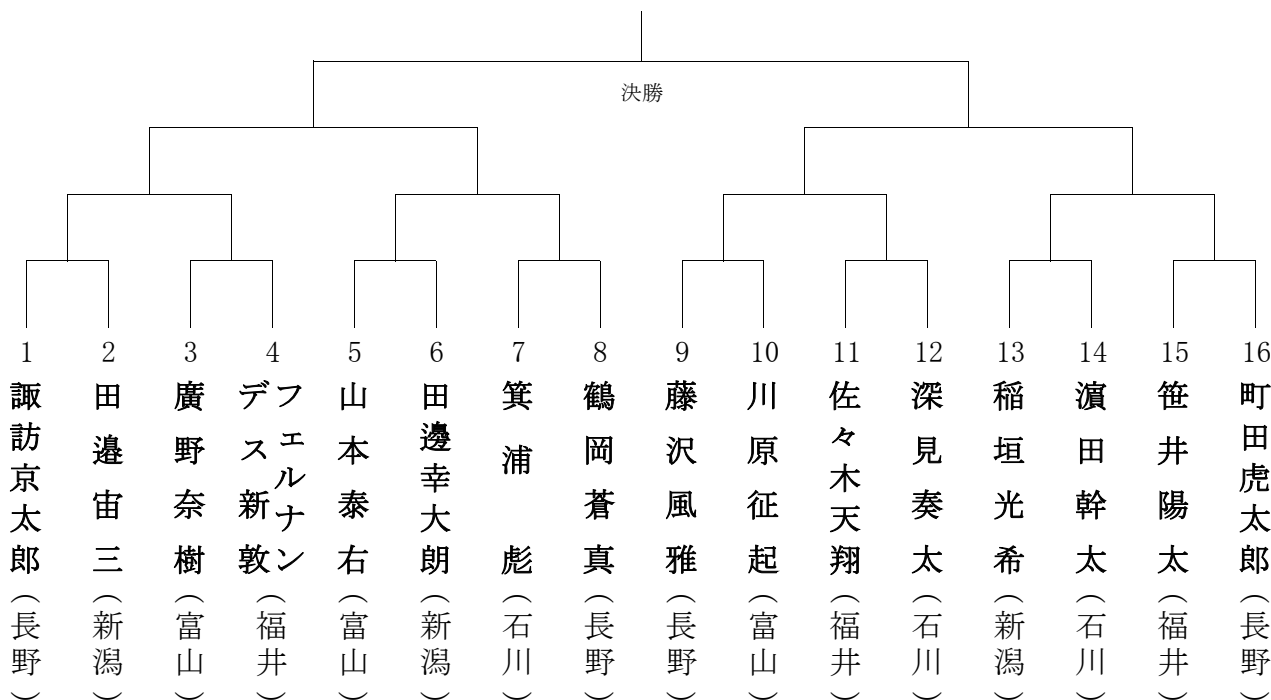 決勝
1
諏訪京太郎(長野)
2
田邉宙三(新潟)
3
廣野奈樹(富山)
4
フェルナン
デス新敦(福井)
5
山本泰右(富山)
6
田邊幸大朗(新潟)
7
箕浦彪(石川)
8
鶴岡蒼真(長野)
9
藤沢風雅(長野)
10
川原征起(富山)
11
佐々木天翔(福井)
12
深見奏太(石川)
13
稲垣光希(新潟)
14
濵田幹太(石川)
15
笹井陽太(福井)
16
町田虎太郎(長野)